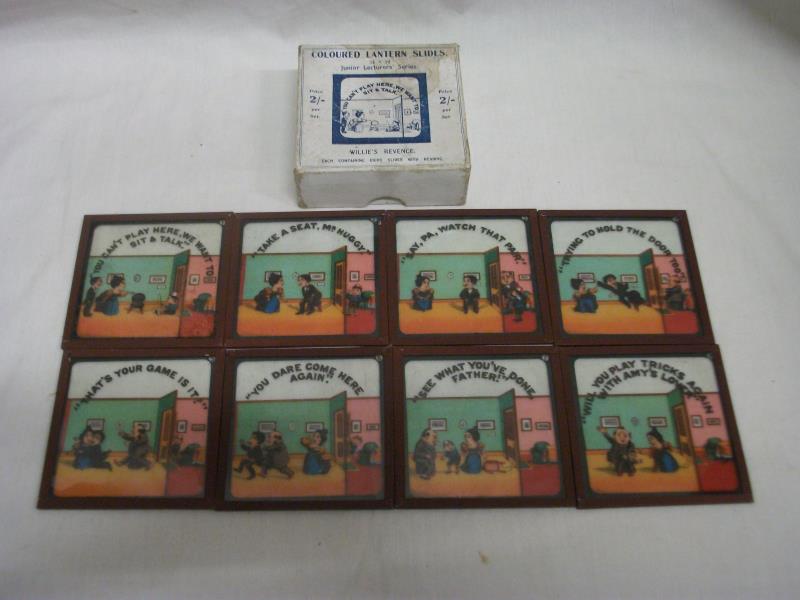 COLOURED LANTERN SLIDES.
Junior Lecturers' Series.
Price
2/-
per
Set.
"YOU CAN'T PLAY HERE, WE WANT TO
SIT & TALK."
Price
2/-
per
Set
WILLIE'S REVENGE.
EACH CONTAINING EIGHT SLIDES WITH READING.
"YOU CAN'T PLAY HERE, WE WANT TO
SIT & TALK."
"TAKE A SEAT, MR HUGGY."
"SAY, PA, WATCH THAT PAIR."
"TRYING TO HOLD THE DOOR TOO!"
"THAT'S YOUR GAME IS IT?"
"YOU DARE COME HERE
AGAIN."
"SEE WHAT YOU'VE DONE,
FATHER!"
"WILL YOU PLAY TRICKS AGAIN
WITH AMY'S LOVER."